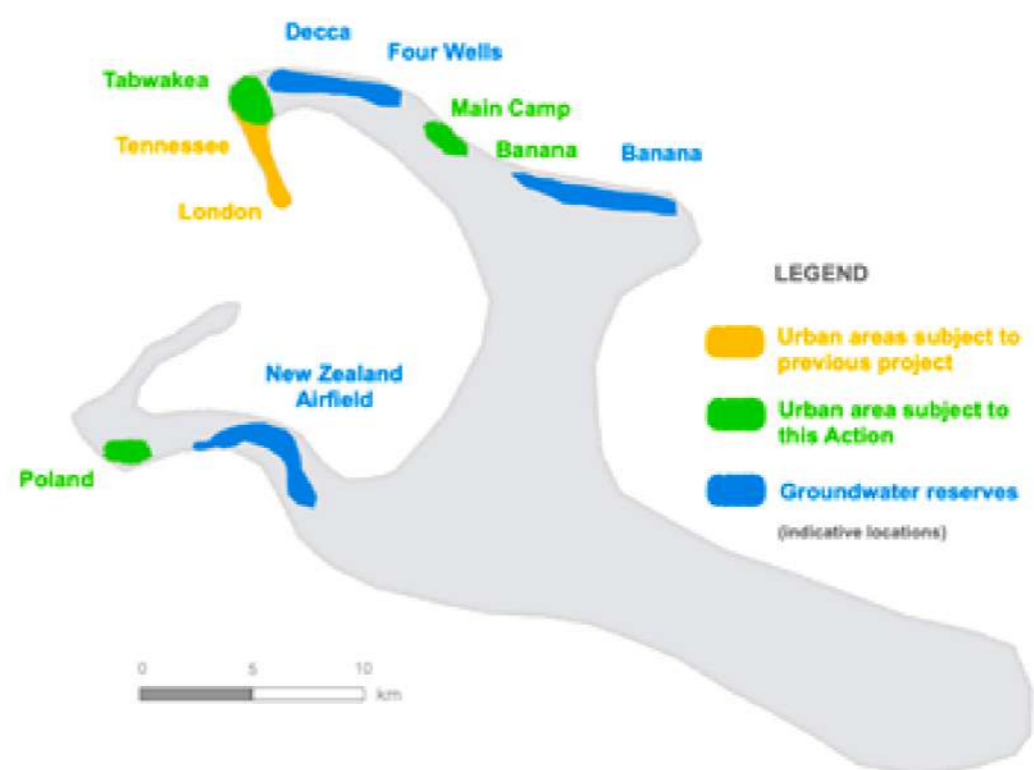 Decca
Four Wells
Tabwakea
Main Camp
Tennessee
Banana
Banana
London
LEGEND
Urban areas subject to
previous project
New Zealand
Airfield
Urban area subject to
this Action
Poland
Groundwater reserves
(indicative locations)
0 5 10
km